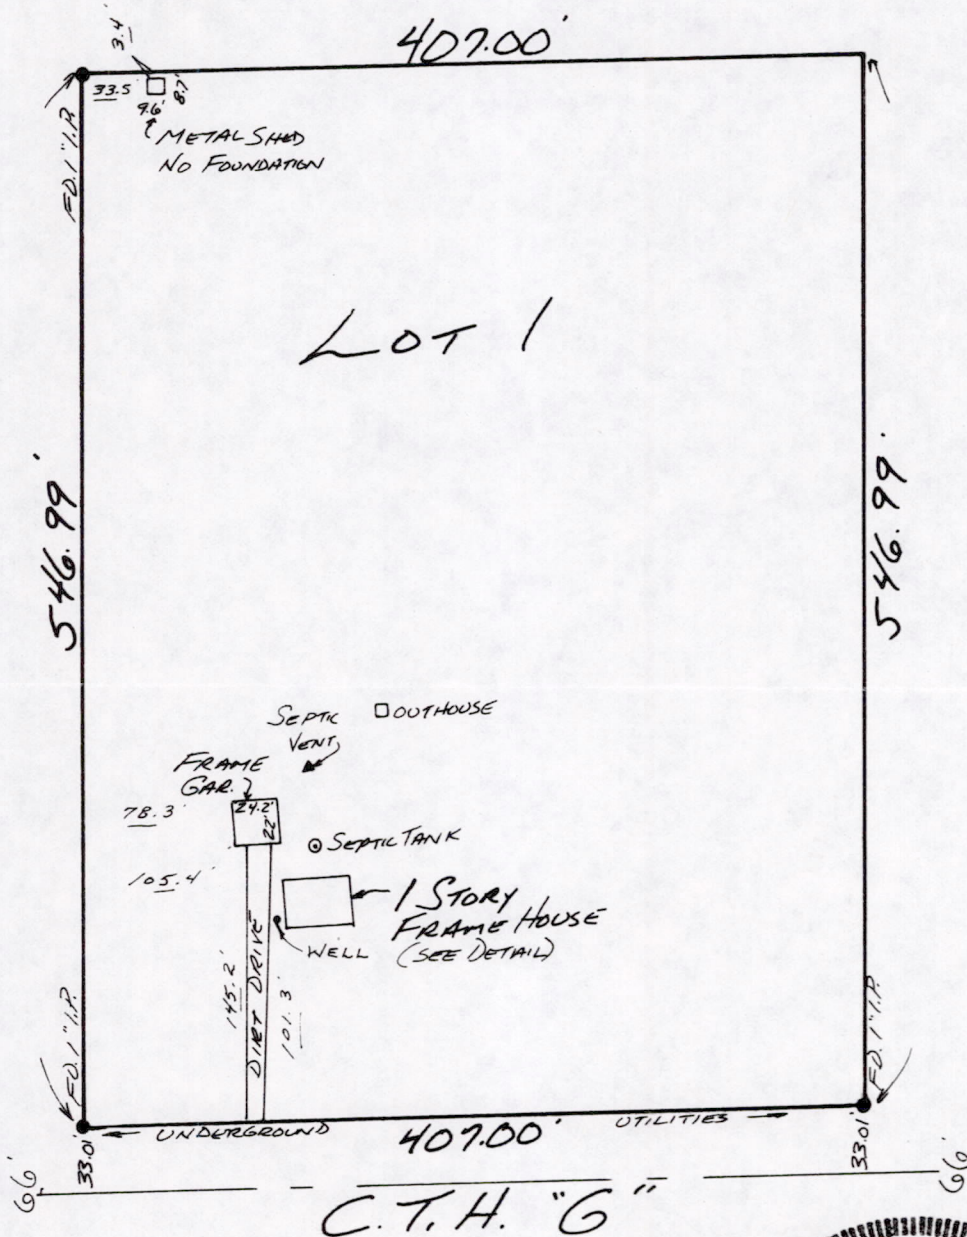 407.00'
3.4'
33.5'
9.6'
8.7'
METAL SHED
NO FOUNDATION
FD. 1" I.P.
LOT 1
546.99'
546.99'
SEPTIC
VENT
OUTHOUSE
FRAME
GAR.
24.2'
22'
78.3'
SEPTIC TANK
105.4'
1 STORY
FRAME HOUSE
(SEE DETAIL)
WELL
145.2'
DIRT DRIVE
101.3'
FD. 1" I.P.
FD. 1" I.P.
UNDERGROUND
UTILITIES
407.00'
33.01'
33.01'
66'
66'
C.T.H. "G"